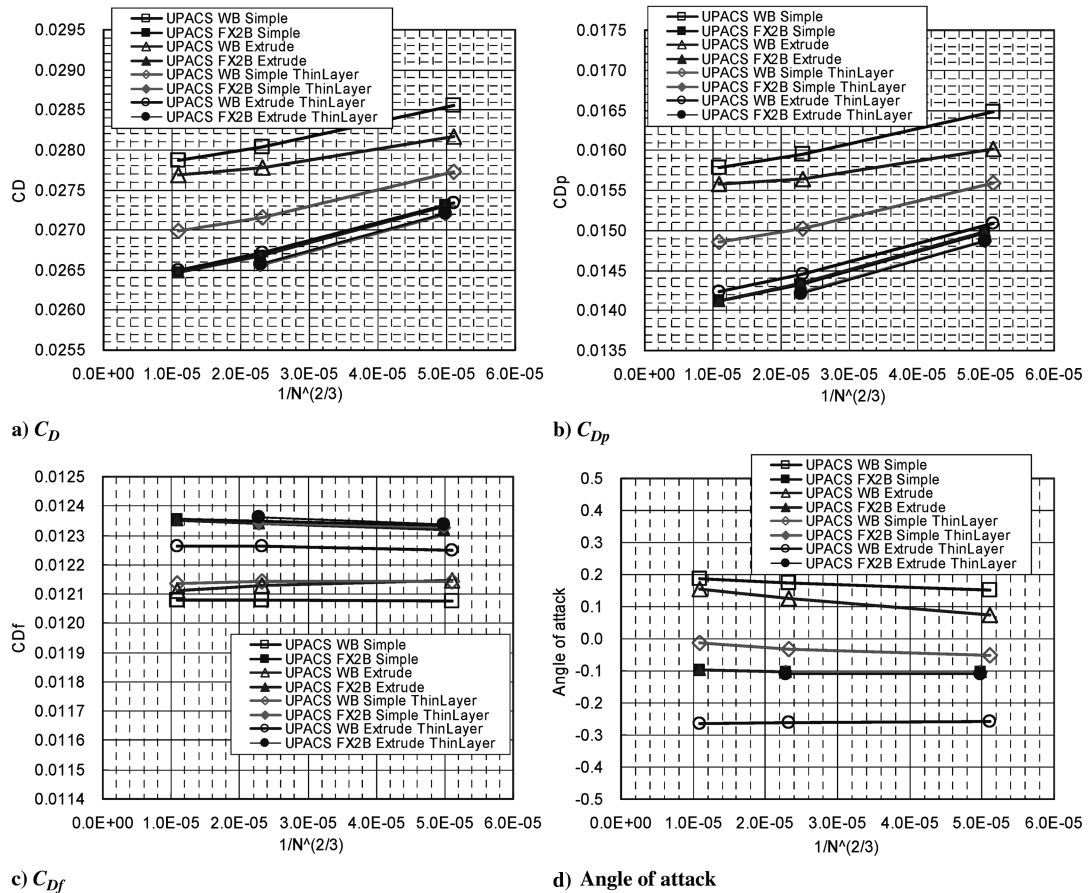 UPACS WB Simple
UPACS FX2B Simple
UPACS WB Extrude
UPACS FX2B Extrude
UPACS WB Simple ThinLayer
UPACS FX2B Simple ThinLayer
UPACS WB Extrude ThinLayer
UPACS FX2B Extrude ThinLayer
0.0295
0.0290
0.0285
0.0280
0.0275
0.0270
0.0265
0.0260
0.0255
CD
0.0E+00 1.0E-05 2.0E-05 3.0E-05 4.0E-05 5.0E-05 6.0E-05
1/N^(2/3)
a) CD
UPACS WB Simple
UPACS FX2B Simple
UPACS WB Extrude
UPACS FX2B Extrude
UPACS WB Simple ThinLayer
UPACS FX2B Simple ThinLayer
UPACS WB Extrude ThinLayer
UPACS FX2B Extrude ThinLayer
0.0175
0.0170
0.0165
0.0160
0.0155
0.0150
0.0145
0.0140
0.0135
CDp
0.0E+00 1.0E-05 2.0E-05 3.0E-05 4.0E-05 5.0E-05 6.0E-05
1/N^(2/3)
b) CDp
0.0125
0.0124
0.0123
0.0122
0.0121
0.0120
0.0119
0.0118
0.0117
0.0116
0.0115
0.0114
CDf
UPACS WB Simple
UPACS FX2B Simple
UPACS WB Extrude
UPACS FX2B Extrude
UPACS WB Simple ThinLayer
UPACS FX2B Simple ThinLayer
UPACS WB Extrude ThinLayer
UPACS FX2B Extrude ThinLayer
0.0E+00 1.0E-05 2.0E-05 3.0E-05 4.0E-05 5.0E-05 6.0E-05
1/N^(2/3)
c) CDf
UPACS WB Simple
UPACS FX2B Simple
UPACS WB Extrude
UPACS FX2B Extrude
UPACS WB Simple ThinLayer
UPACS FX2B Simple ThinLayer
UPACS WB Extrude ThinLayer
UPACS FX2B Extrude ThinLayer
0.5
0.4
0.3
0.2
0.1
0.0
-0.1
-0.2
-0.3
-0.4
-0.5
Angle of attack
0.0E+00 1.0E-05 2.0E-05 3.0E-05 4.0E-05 5.0E-05 6.0E-05
1/N^(2/3)
d) Angle of attack